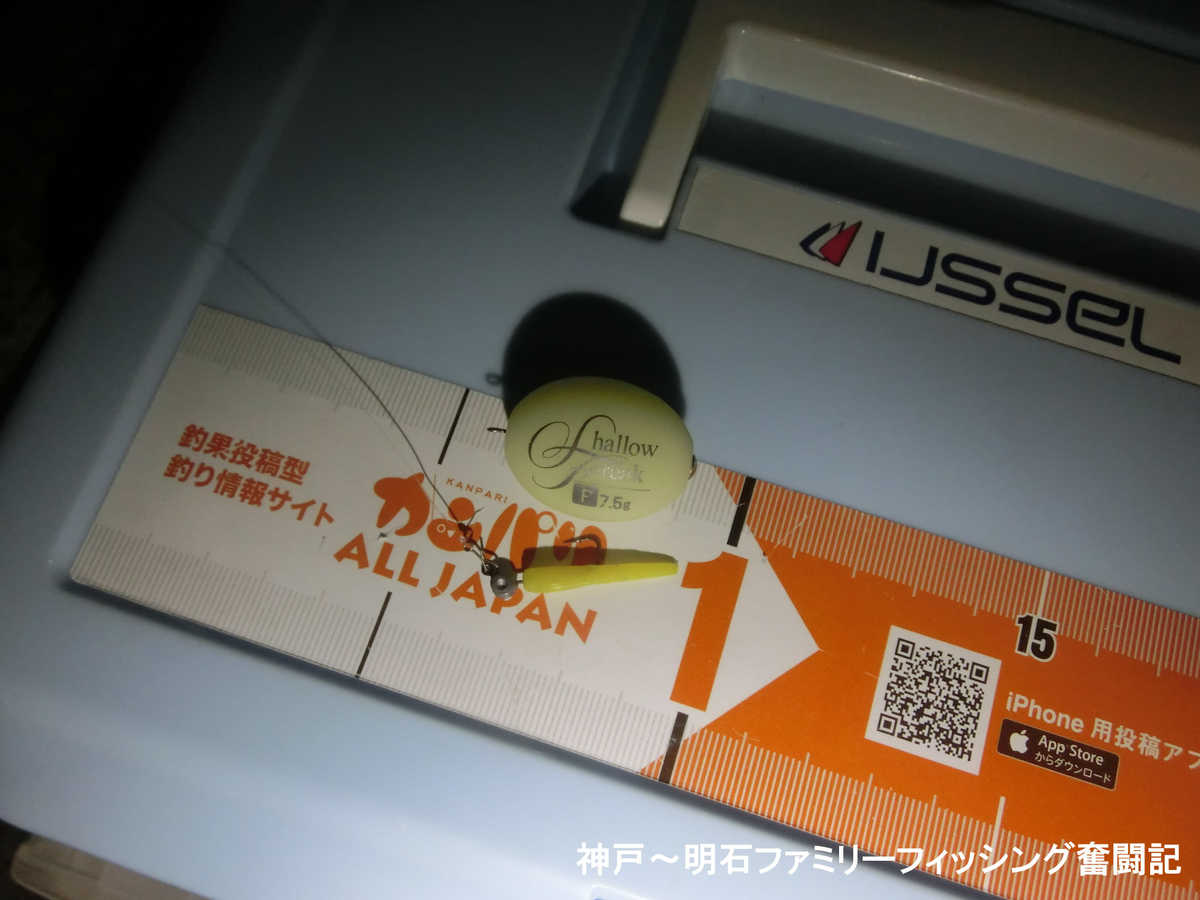 IJSSEL
Shallow
Freak
F 7.5g
釣果投稿型
釣り情報サイト
KANPARI
カンパリ
ALL JAPAN
1
15
iPhone 用投稿アプ
App Store
からダウンロード
神戸～明石ファミリーフィッシング奮闘記